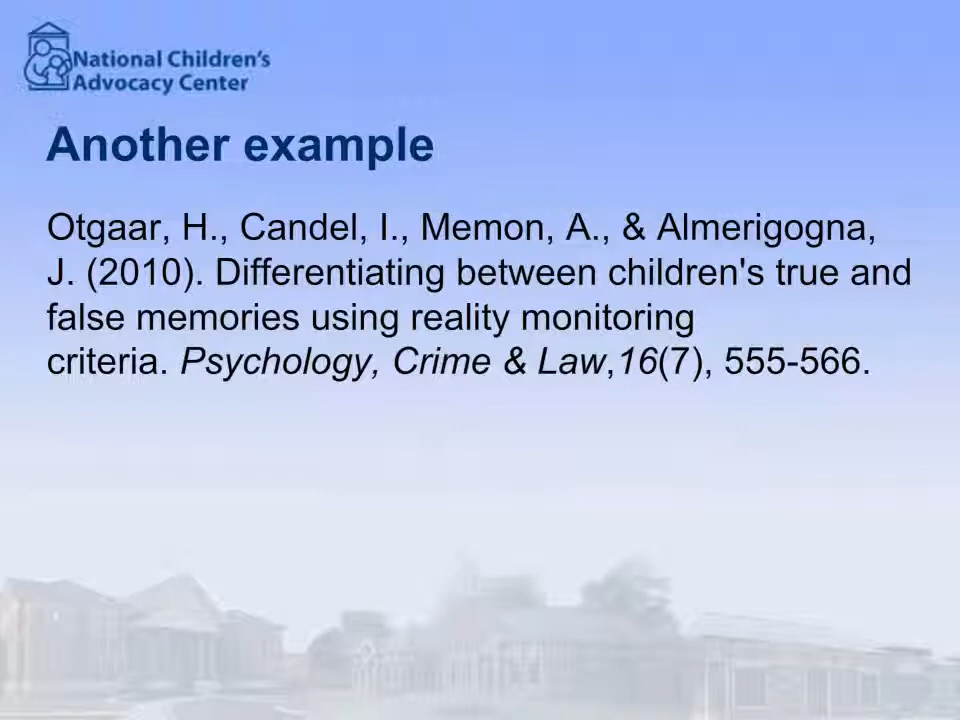 National Children's
Advocacy Center
Another example
Otgaar, H., Candel, I., Memon, A., & Almerigogna,
J. (2010). Differentiating between children's true and
false memories using reality monitoring
criteria. Psychology, Crime & Law,16(7), 555-566.